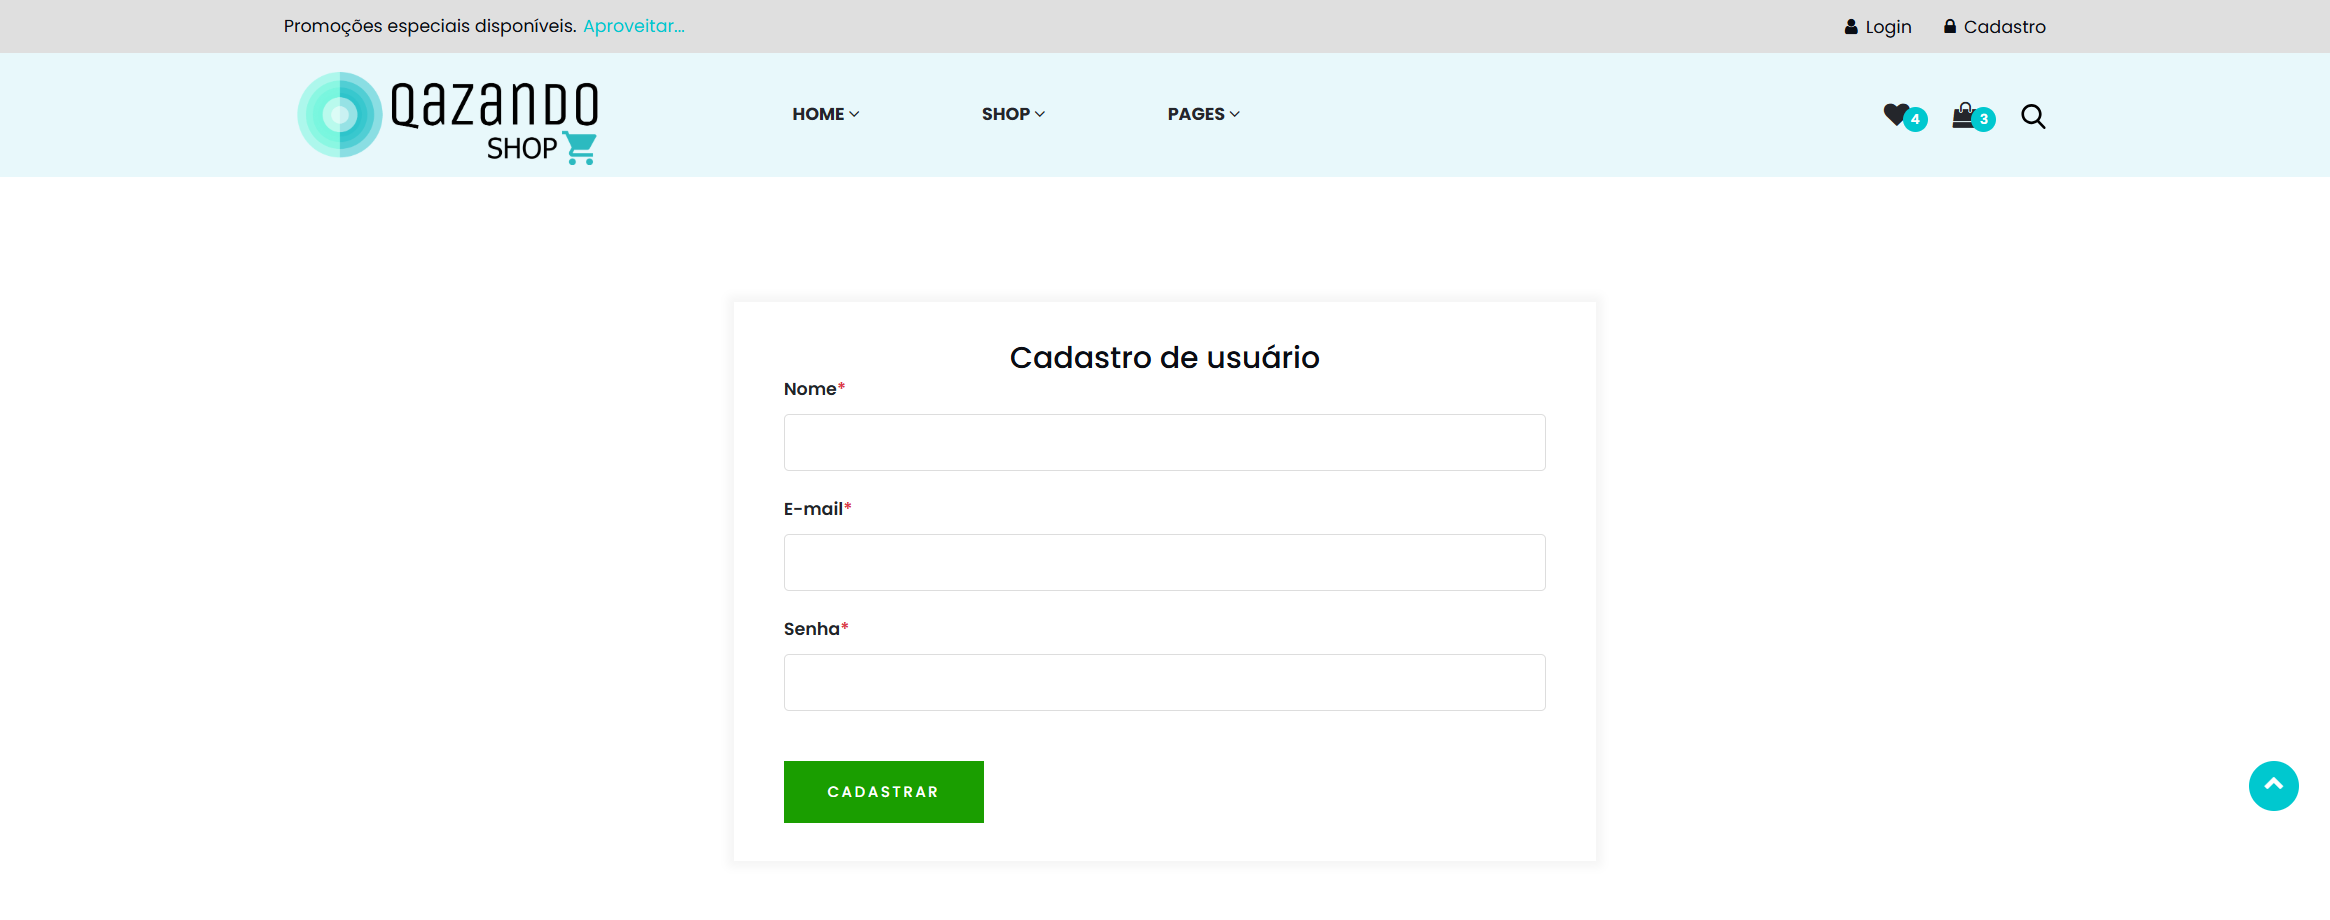 Promoções especiais disponíveis. Aproveitar...
Login
Cadastro
Qazando
SHOP
HOME
SHOP
PAGES
4
3
Cadastro de usuário
Nome*
E-mail*
Senha*
CADASTRAR